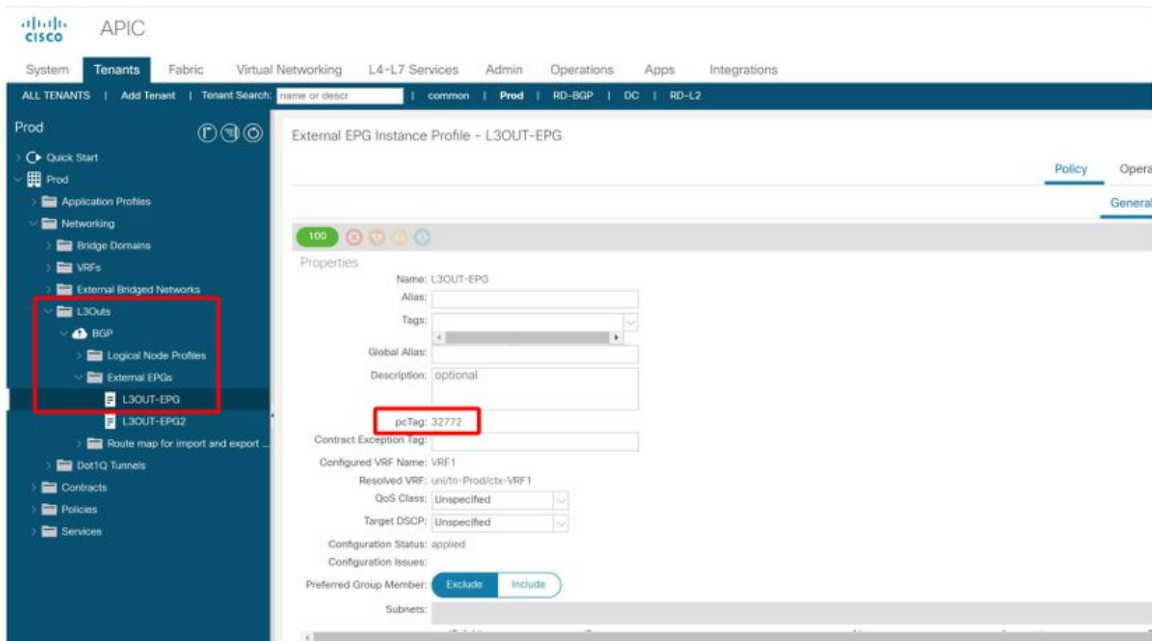 CISCO
APIC
System Tenants Fabric Virtual Networking L4-L7 Services Admin Operations Apps Integrations
ALL TENANTS | Add Tenant | Tenant Search: name or descr | common | Prod | RD-BGP | DC | RD-L2
Prod
Quick Start
Prod
Application Profiles
Networking
Bridge Domains
VRFs
External Bridged Networks
L3Outs
BGP
Logical Node Profiles
External EPGs
L3OUT-EPG
L3OUT-EPG2
Route map for import and export ...
Dot1Q Tunnels
Contracts
Policies
Services
External EPG Instance Profile - L3OUT-EPG
Policy Opera
General
100
Properties
Name: L3OUT-EPG
Alias:
Tags:
Global Alias:
Description: optional
pcTag: 32772
Contract Exception Tag:
Configured VRF Name: VRF1
Resolved VRF: uni/tn-Prod/ctx-VRF1
QoS Class: Unspecified
Target DSCP: Unspecified
Configuration Status: applied
Configuration Issues:
Preferred Group Member: Exclude Include
Subnets: